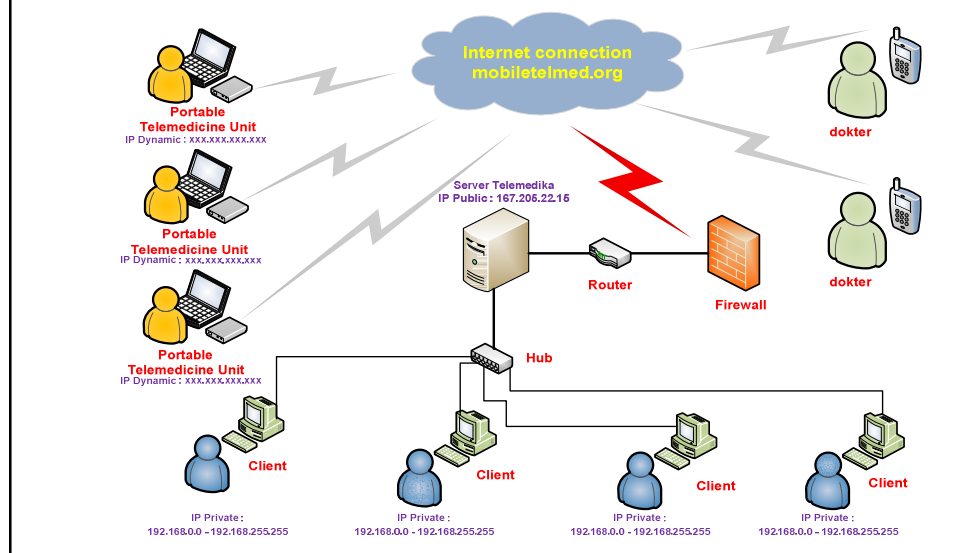 Internet connection
mobiletelmed.org
Portable
Telemedicine Unit
IP Dynamic : xxx.xxx.xxx.xxx
dokter
Portable
Telemedicine Unit
IP Dynamic : xxx.xxx.xxx.xxx
Server Telemedika
IP Public : 167.205.22.15
Router
Firewall
dokter
Portable
Telemedicine Unit
IP Dynamic : xxx.xxx.xxx.xxx
Hub
Client
Client
Client
Client
IP Private :
192.168.0.0 - 192.168.255.255
IP Private :
192.168.0.0 - 192.168.255.255
IP Private :
192.168.0.0 - 192.168.255.255
IP Private :
192.168.0.0 - 192.168.255.255